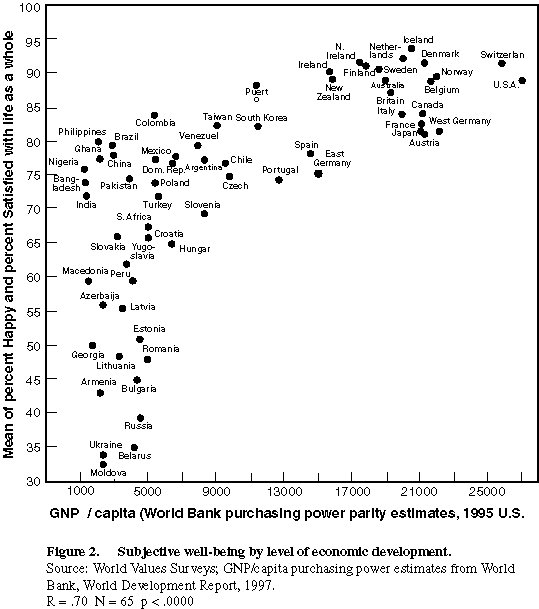 Mean of percent Happy and percent Satisfied with life as a whole
100
95
90
85
80
75
70
65
60
55
50
45
40
35
30
Iceland
N.
Ireland
Nether-
lands
Denmark
Switzerlan
Ireland
Finland
Sweden
Norway
New
Zealand
Australia
Belgium
U.S.A.
Puert
o
Britain
Italy
Canada
Colombia
Taiwan
South Korea
France
West Germany
Japan
Austria
Philippines
Ghana
Brazil
Venezuel
Mexico
Spain
East
Germany
Nigeria
China
Dom. Rep.
Argentina
Chile
Bang-
ladesh
Pakistan
Poland
Czech
Portugal
India
Turkey
Slovenia
S. Africa
Croatia
Slovakia
Yugo-
slavia
Hungar
Macedonia
Peru
Azerbaija
Latvia
Estonia
Georgia
Romania
Lithuania
Armenia
Bulgaria
Russia
Ukraine
Belarus
Moldova
1000 5000 9000 13000 17000 21000 25000
GNP / capita (World Bank purchasing power parity estimates, 1995 U.S.
Figure 2. Subjective well-being by level of economic development.
Source: World Values Surveys; GNP/capita purchasing power estimates from World
Bank, World Development Report, 1997.
R = .70 N = 65 p < .0000